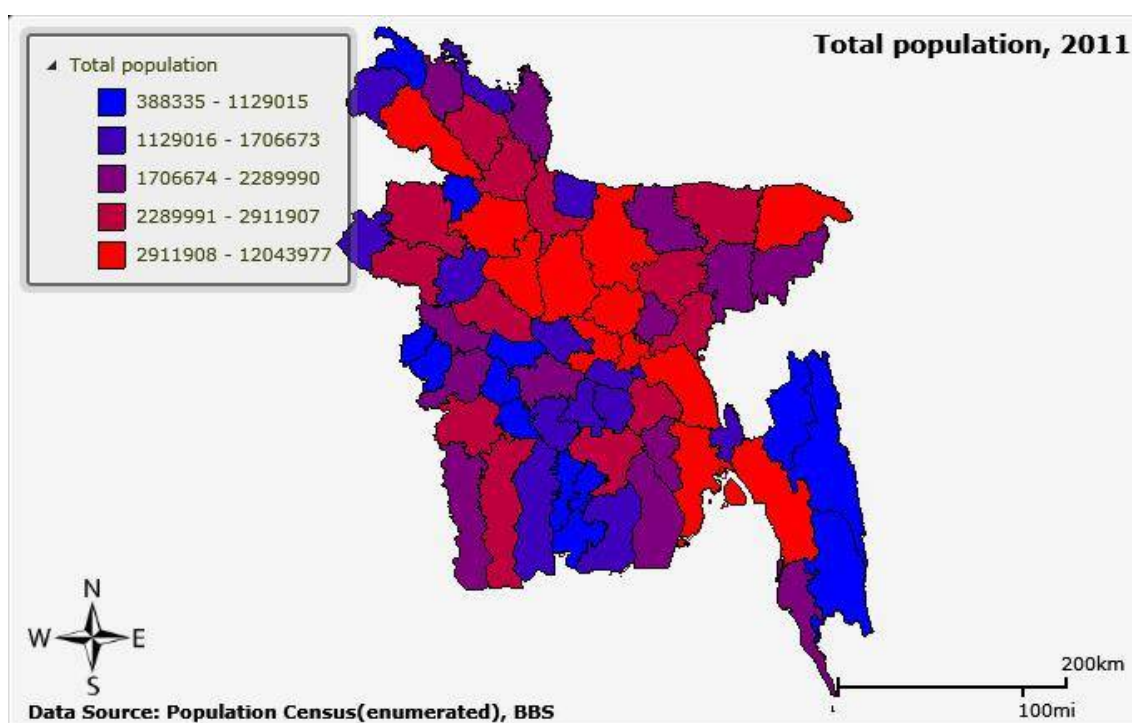 Total population, 2011
Total population
388335 - 1129015
1129016 - 1706673
1706674 - 2289990
2289991 - 2911907
2911908 - 12043977
N
W E
S
200km
100mi
Data Source: Population Census(enumerated), BBS